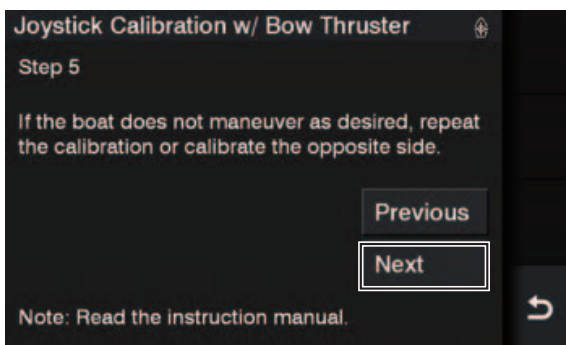 Joystick Calibration w/ Bow Thruster
Step 5
If the boat does not maneuver as desired, repeat
the calibration or calibrate the opposite side.
Previous
Next
Note: Read the instruction manual.